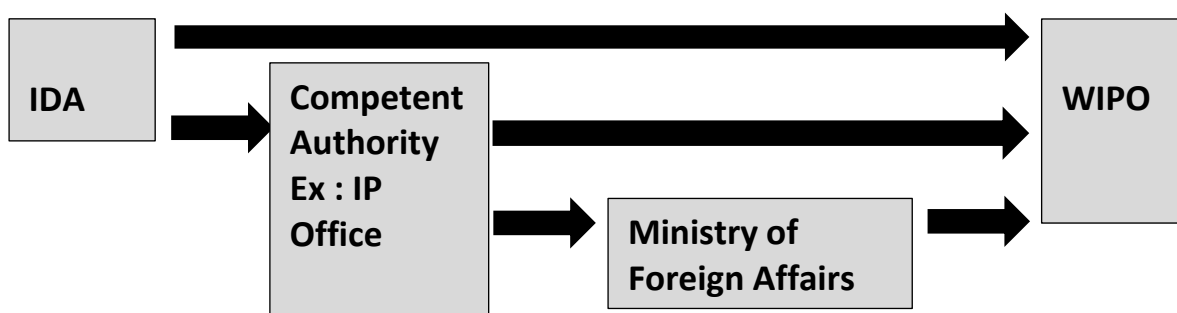 IDA
Competent
Authority
Ex : IP
Office
Ministry of
Foreign Affairs
WIPO